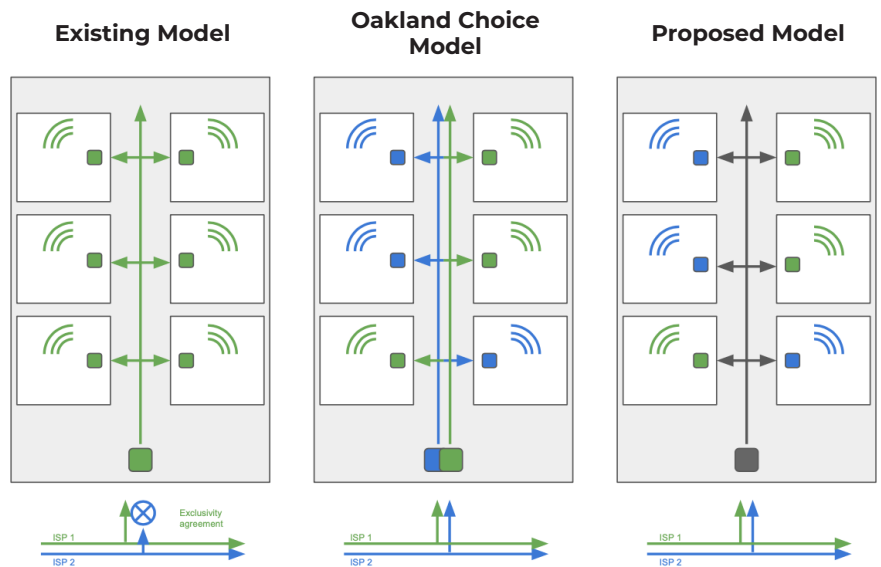 Existing Model
Oakland Choice
Model
Proposed Model
Exclusivity
agreement
ISP 1
ISP 2
ISP 1
ISP 2
ISP 1
ISP 2